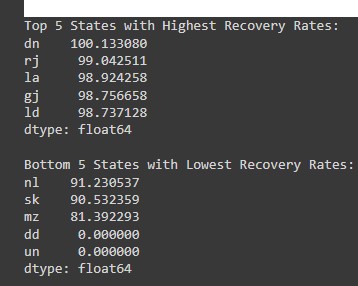 Top 5 States with Highest Recovery Rates:
dn    100.133080
rj     99.042511
la     98.924258
gj     98.756658
ld     98.737128
dtype: float64

Bottom 5 States with Lowest Recovery Rates:
nl    91.230537
sk    90.532359
mz    81.392293
dd     0.000000
un     0.000000
dtype: float64